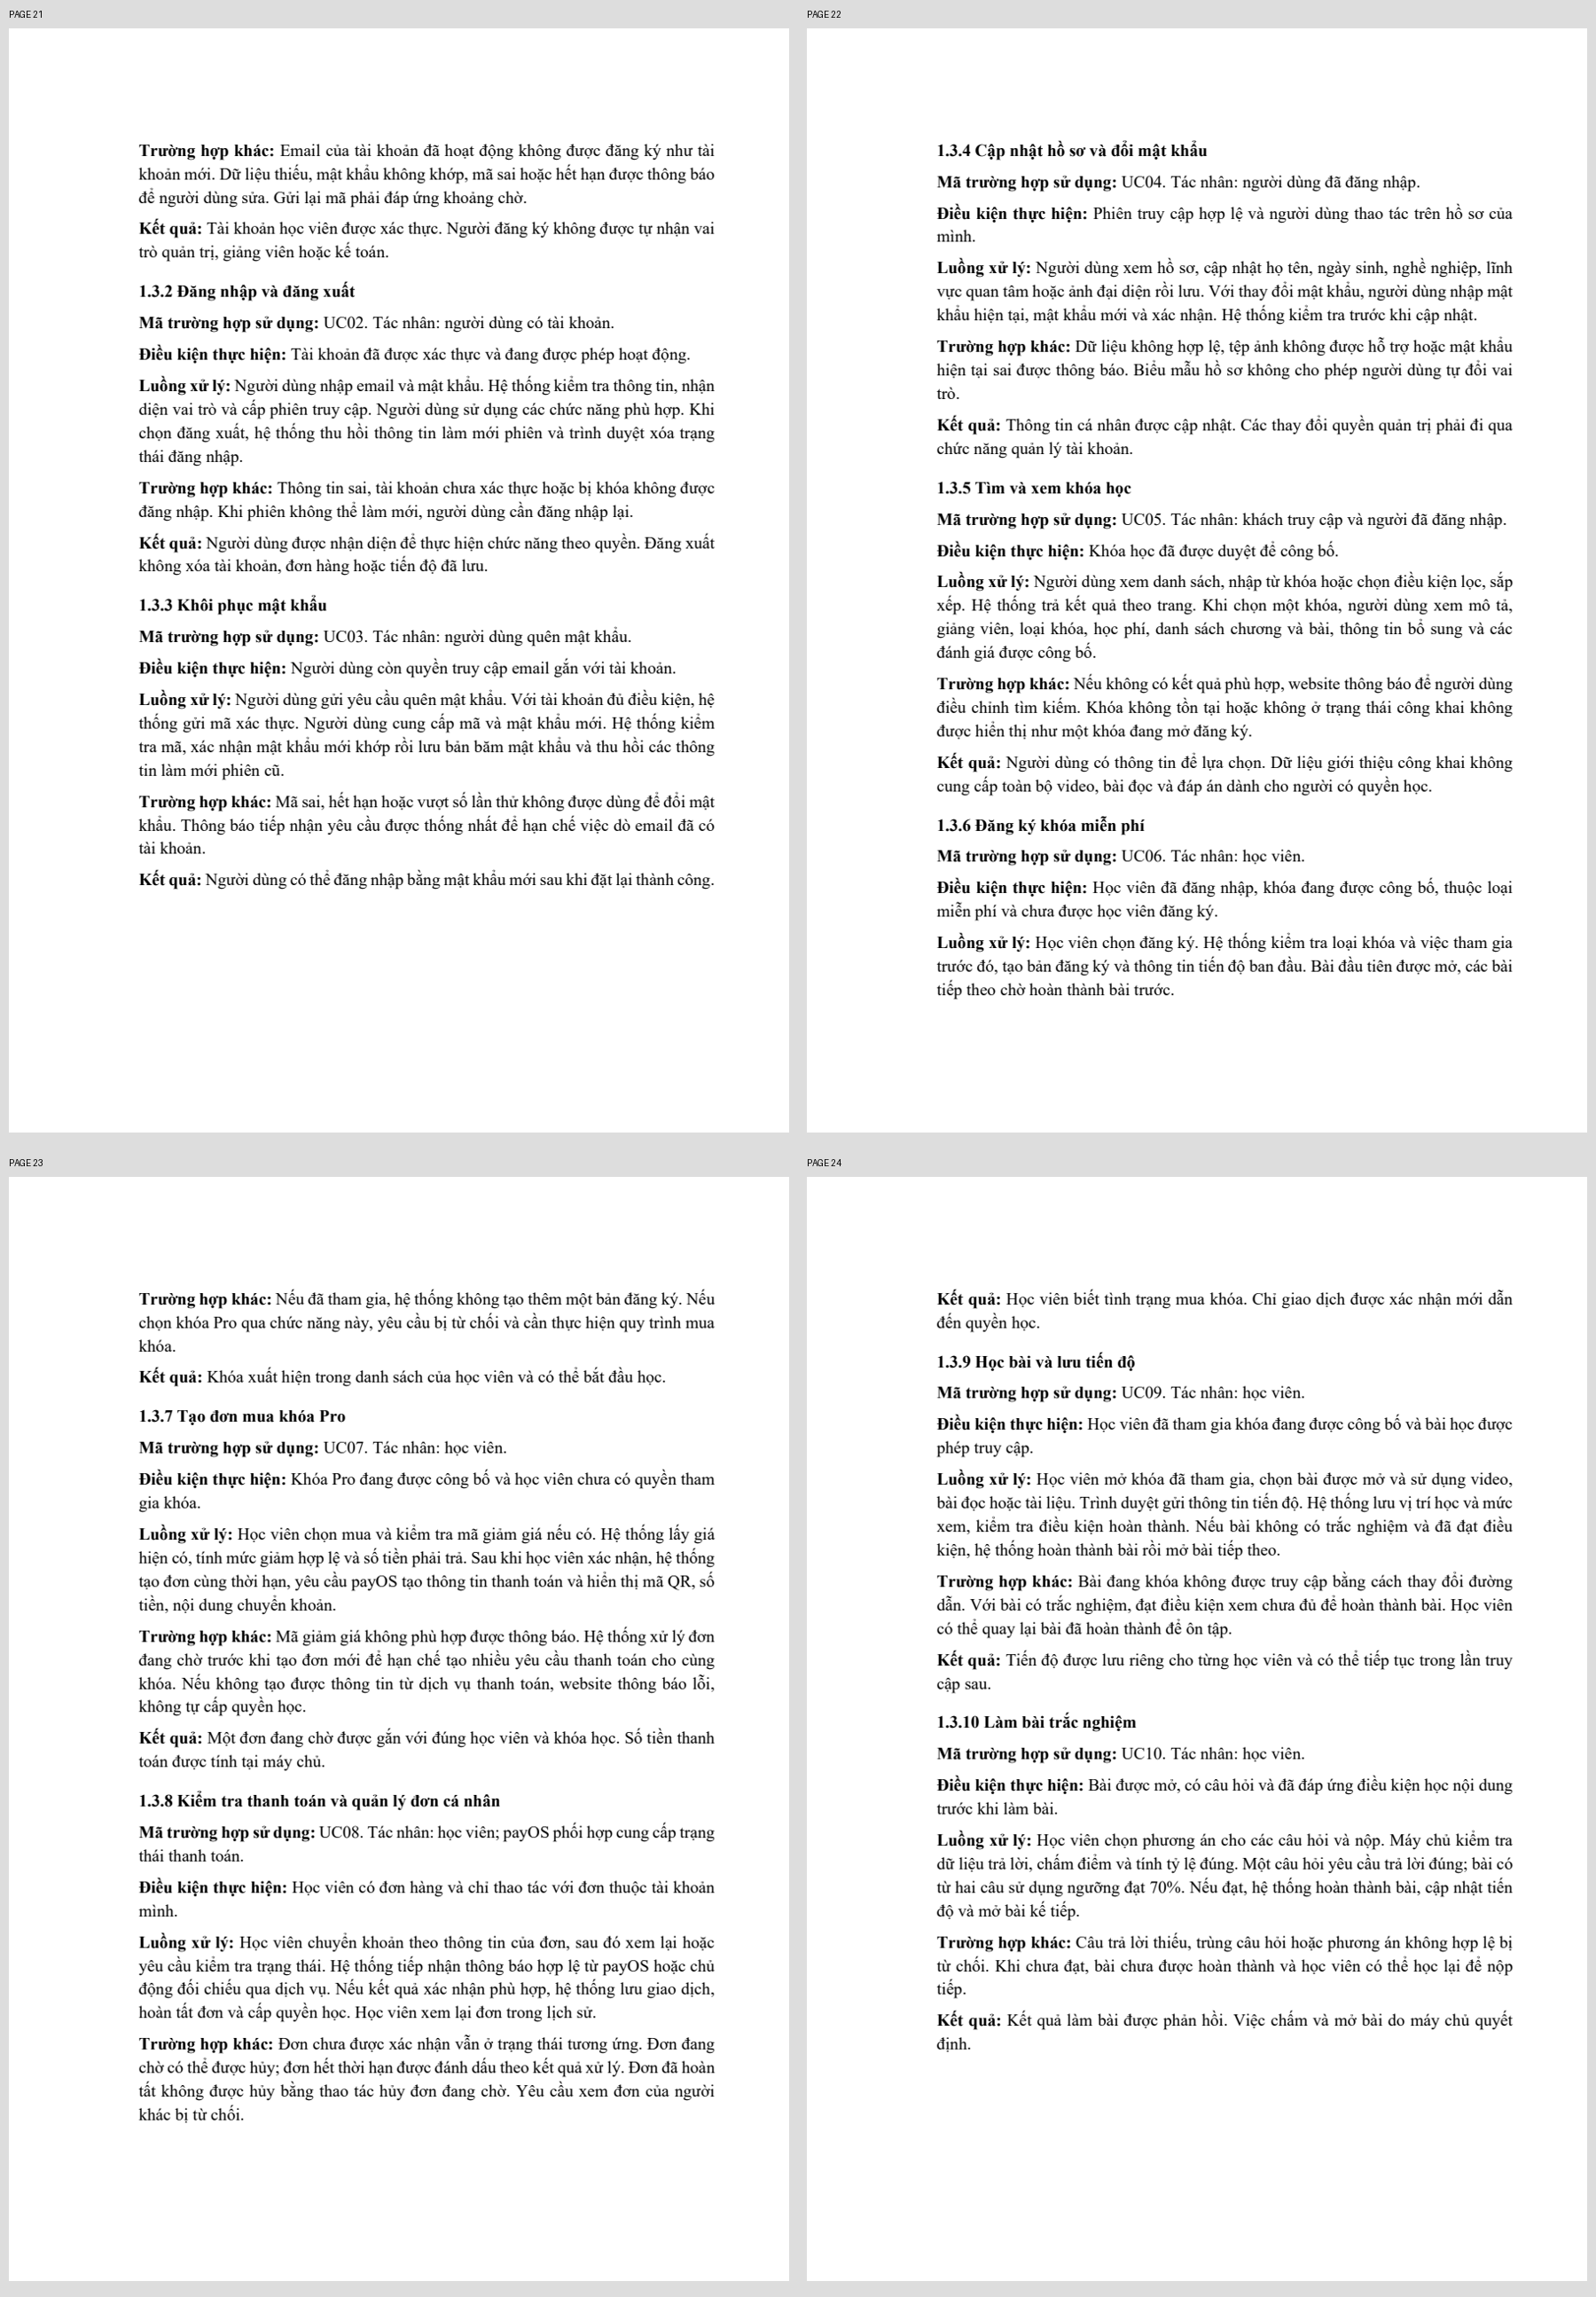 PAGE 21
Trường hợp khác: Email của tài khoản đã hoạt động không được đăng ký như tài
khoản mới. Dữ liệu thiếu, mật khẩu không khớp, mã sai hoặc hết hạn được thông báo
để người dùng sửa. Gửi lại mã phải đáp ứng khoảng chờ.
Kết quả: Tài khoản học viên được xác thực. Người đăng ký không được tự nhận vai
trò quản trị, giảng viên hoặc kế toán.
1.3.2 Đăng nhập và đăng xuất
Mã trường hợp sử dụng: UC02. Tác nhân: người dùng có tài khoản.
Điều kiện thực hiện: Tài khoản đã được xác thực và đang được phép hoạt động.
Luồng xử lý: Người dùng nhập email và mật khẩu. Hệ thống kiểm tra thông tin, nhận
diện vai trò và cấp phiên truy cập. Người dùng sử dụng các chức năng phù hợp. Khi
chọn đăng xuất, hệ thống thu hồi thông tin làm mới phiên và trình duyệt xóa trạng
thái đăng nhập.
Trường hợp khác: Thông tin sai, tài khoản chưa xác thực hoặc bị khóa không được
đăng nhập. Khi phiên không thể làm mới, người dùng cần đăng nhập lại.
Kết quả: Người dùng được nhận diện để thực hiện chức năng theo quyền. Đăng xuất
không xóa tài khoản, đơn hàng hoặc tiến độ đã lưu.
1.3.3 Khôi phục mật khẩu
Mã trường hợp sử dụng: UC03. Tác nhân: người dùng quên mật khẩu.
Điều kiện thực hiện: Người dùng còn quyền truy cập email gắn với tài khoản.
Luồng xử lý: Người dùng gửi yêu cầu quên mật khẩu. Với tài khoản đủ điều kiện, hệ
thống gửi mã xác thực. Người dùng cung cấp mã và mật khẩu mới. Hệ thống kiểm
tra mã, xác nhận mật khẩu mới khớp rồi lưu bản băm mật khẩu và thu hồi các thông
tin làm mới phiên cũ.
Trường hợp khác: Mã sai, hết hạn hoặc vượt số lần thử không được dùng để đổi mật
khẩu. Thông báo tiếp nhận yêu cầu được thống nhất để hạn chế việc dò email đã có
tài khoản.
Kết quả: Người dùng có thể đăng nhập bằng mật khẩu mới sau khi đặt lại thành công.
PAGE 22
1.3.4 Cập nhật hồ sơ và đổi mật khẩu
Mã trường hợp sử dụng: UC04. Tác nhân: người dùng đã đăng nhập.
Điều kiện thực hiện: Phiên truy cập hợp lệ và người dùng thao tác trên hồ sơ của
mình.
Luồng xử lý: Người dùng xem hồ sơ, cập nhật họ tên, ngày sinh, nghề nghiệp, lĩnh
vực quan tâm hoặc ảnh đại diện rồi lưu. Với thay đổi mật khẩu, người dùng nhập mật
khẩu hiện tại, mật khẩu mới và xác nhận. Hệ thống kiểm tra trước khi cập nhật.
Trường hợp khác: Dữ liệu không hợp lệ, tệp ảnh không được hỗ trợ hoặc mật khẩu
hiện tại sai được thông báo. Biểu mẫu hồ sơ không cho phép người dùng tự đổi vai
trò.
Kết quả: Thông tin cá nhân được cập nhật. Các thay đổi quyền quản trị phải đi qua
chức năng quản lý tài khoản.
1.3.5 Tìm và xem khóa học
Mã trường hợp sử dụng: UC05. Tác nhân: khách truy cập và người đã đăng nhập.
Điều kiện thực hiện: Khóa học đã được duyệt để công bố.
Luồng xử lý: Người dùng xem danh sách, nhập từ khóa hoặc chọn điều kiện lọc, sắp
xếp. Hệ thống trả kết quả theo trang. Khi chọn một khóa, người dùng xem mô tả,
giảng viên, loại khóa, học phí, danh sách chương và bài, thông tin bổ sung và các
đánh giá được công bố.
Trường hợp khác: Nếu không có kết quả phù hợp, website thông báo để người dùng
điều chỉnh tìm kiếm. Khóa không tồn tại hoặc không ở trạng thái công khai không
được hiển thị như một khóa đang mở đăng ký.
Kết quả: Người dùng có thông tin để lựa chọn. Dữ liệu giới thiệu công khai không
cung cấp toàn bộ video, bài đọc và đáp án dành cho người có quyền học.
1.3.6 Đăng ký khóa miễn phí
Mã trường hợp sử dụng: UC06. Tác nhân: học viên.
Điều kiện thực hiện: Học viên đã đăng nhập, khóa đang được công bố, thuộc loại
miễn phí và chưa được học viên đăng ký.
Luồng xử lý: Học viên chọn đăng ký. Hệ thống kiểm tra loại khóa và việc tham gia
trước đó, tạo bản đăng ký và thông tin tiến độ ban đầu. Bài đầu tiên được mở, các bài
tiếp theo chờ hoàn thành bài trước.
PAGE 23
Trường hợp khác: Nếu đã tham gia, hệ thống không tạo thêm một bản đăng ký. Nếu
chọn khóa Pro qua chức năng này, yêu cầu bị từ chối và cần thực hiện quy trình mua
khóa.
Kết quả: Khóa xuất hiện trong danh sách của học viên và có thể bắt đầu học.
1.3.7 Tạo đơn mua khóa Pro
Mã trường hợp sử dụng: UC07. Tác nhân: học viên.
Điều kiện thực hiện: Khóa Pro đang được công bố và học viên chưa có quyền tham
gia khóa.
Luồng xử lý: Học viên chọn mua và kiểm tra mã giảm giá nếu có. Hệ thống lấy giá
hiện có, tính mức giảm hợp lệ và số tiền phải trả. Sau khi học viên xác nhận, hệ thống
tạo đơn cùng thời hạn, yêu cầu payOS tạo thông tin thanh toán và hiển thị mã QR, số
tiền, nội dung chuyển khoản.
Trường hợp khác: Mã giảm giá không phù hợp được thông báo. Hệ thống xử lý đơn
đang chờ trước khi tạo đơn mới để hạn chế tạo nhiều yêu cầu thanh toán cho cùng
khóa. Nếu không tạo được thông tin từ dịch vụ thanh toán, website thông báo lỗi,
không tự cấp quyền học.
Kết quả: Một đơn đang chờ được gắn với đúng học viên và khóa học. Số tiền thanh
toán được tính tại máy chủ.
1.3.8 Kiểm tra thanh toán và quản lý đơn cá nhân
Mã trường hợp sử dụng: UC08. Tác nhân: học viên; payOS phối hợp cung cấp trạng
thái thanh toán.
Điều kiện thực hiện: Học viên có đơn hàng và chỉ thao tác với đơn thuộc tài khoản
mình.
Luồng xử lý: Học viên chuyển khoản theo thông tin của đơn, sau đó xem lại hoặc
yêu cầu kiểm tra trạng thái. Hệ thống tiếp nhận thông báo hợp lệ từ payOS hoặc chủ
động đối chiếu qua dịch vụ. Nếu kết quả xác nhận phù hợp, hệ thống lưu giao dịch,
hoàn tất đơn và cấp quyền học. Học viên xem lại đơn trong lịch sử.
Trường hợp khác: Đơn chưa được xác nhận vẫn ở trạng thái tương ứng. Đơn đang
chờ có thể được hủy; đơn hết thời hạn được đánh dấu theo kết quả xử lý. Đơn đã hoàn
tất không được hủy bằng thao tác hủy đơn đang chờ. Yêu cầu xem đơn của người
khác bị từ chối.
PAGE 24
Kết quả: Học viên biết tình trạng mua khóa. Chỉ giao dịch được xác nhận mới dẫn
đến quyền học.
1.3.9 Học bài và lưu tiến độ
Mã trường hợp sử dụng: UC09. Tác nhân: học viên.
Điều kiện thực hiện: Học viên đã tham gia khóa đang được công bố và bài học được
phép truy cập.
Luồng xử lý: Học viên mở khóa đã tham gia, chọn bài được mở và sử dụng video,
bài đọc hoặc tài liệu. Trình duyệt gửi thông tin tiến độ. Hệ thống lưu vị trí học và mức
xem, kiểm tra điều kiện hoàn thành. Nếu bài không có trắc nghiệm và đã đạt điều
kiện, hệ thống hoàn thành bài rồi mở bài tiếp theo.
Trường hợp khác: Bài đang khóa không được truy cập bằng cách thay đổi đường
dẫn. Với bài có trắc nghiệm, đạt điều kiện xem chưa đủ để hoàn thành bài. Học viên
có thể quay lại bài đã hoàn thành để ôn tập.
Kết quả: Tiến độ được lưu riêng cho từng học viên và có thể tiếp tục trong lần truy
cập sau.
1.3.10 Làm bài trắc nghiệm
Mã trường hợp sử dụng: UC10. Tác nhân: học viên.
Điều kiện thực hiện: Bài được mở, có câu hỏi và đã đáp ứng điều kiện học nội dung
trước khi làm bài.
Luồng xử lý: Học viên chọn phương án cho các câu hỏi và nộp. Máy chủ kiểm tra
dữ liệu trả lời, chấm điểm và tính tỷ lệ đúng. Một câu hỏi yêu cầu trả lời đúng; bài có
từ hai câu sử dụng ngưỡng đạt 70%. Nếu đạt, hệ thống hoàn thành bài, cập nhật tiến
độ và mở bài kế tiếp.
Trường hợp khác: Câu trả lời thiếu, trùng câu hỏi hoặc phương án không hợp lệ bị
từ chối. Khi chưa đạt, bài chưa được hoàn thành và học viên có thể học lại để nộp
tiếp.
Kết quả: Kết quả làm bài được phản hồi. Việc chấm và mở bài do máy chủ quyết
định.